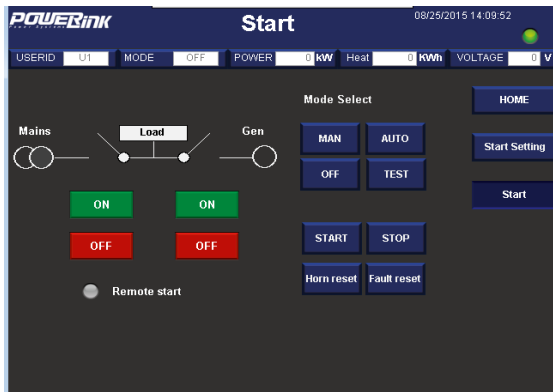 POWERINK
Power Systems
Start
08/25/2015 14:09:52
USERID U1 MODE OFF POWER 0 kW Heat 0 KWh VOLTAGE 0 V
Mode Select
HOME
Mains
Load
Gen
MAN
AUTO
Start Setting
OFF
TEST
ON
ON
Start
OFF
OFF
START
STOP
Horn reset
Fault reset
Remote start